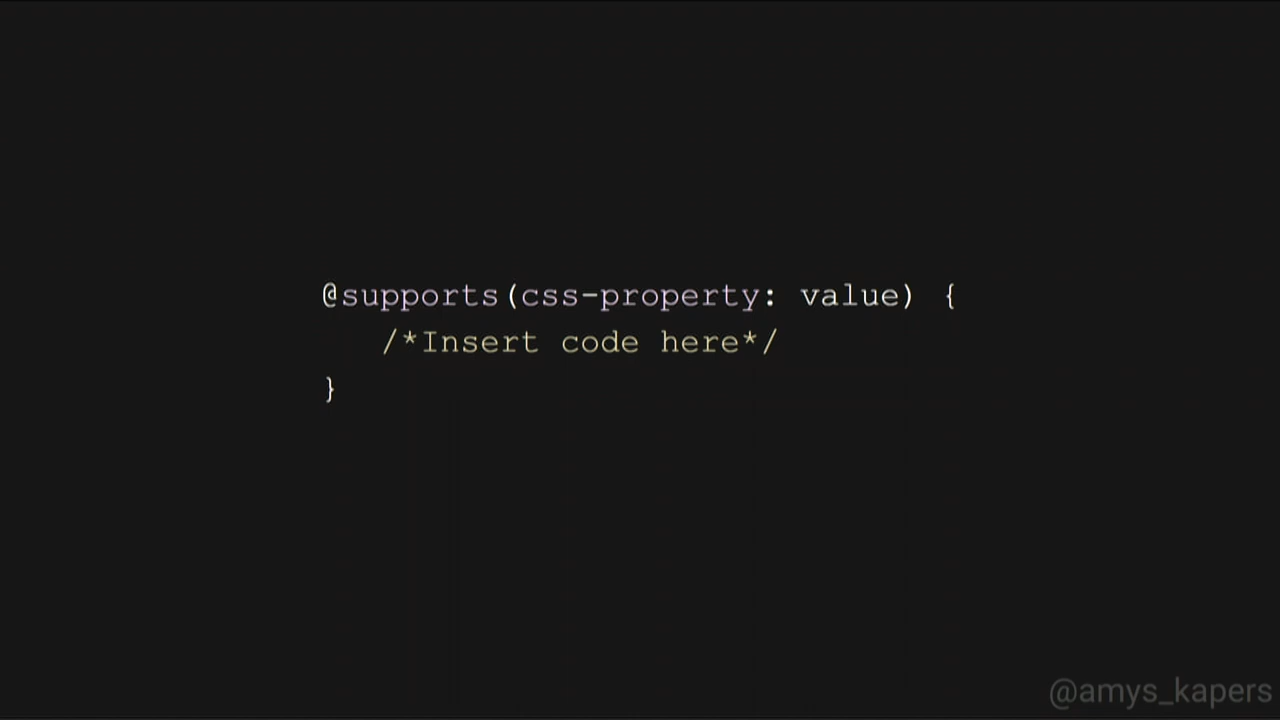 @supports(css-property: value) {
/*Insert code here*/
}
@amys_kapers